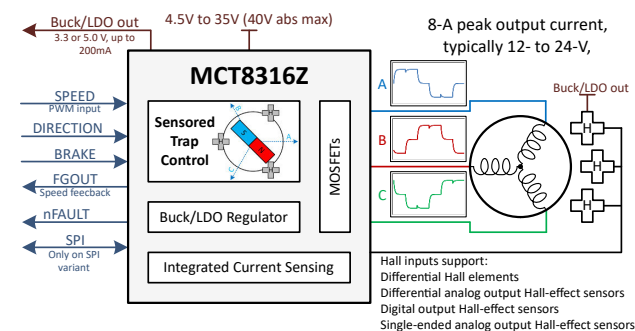 Buck/LDO out
3.3 or 5.0 V, up to
200mA
4.5V to 35V (40V abs max)
8-A peak output current,
typically 12- to 24-V,
MCT8316Z
SPEED
PWM input
DIRECTION
BRAKE
FGOUT
Speed feecback
nFAULT
SPI
Only on SPI
variant
Sensored
Trap
Control
A
B
C
S
N
H
H
H
MOSFETs
Buck/LDO Regulator
Integrated Current Sensing
A
B
C
Buck/LDO out
H
H
H
Hall inputs support:
Differential Hall elements
Differential analog output Hall-effect sensors
Digital output Hall-effect sensors
Single-ended analog output Hall-effect sensors